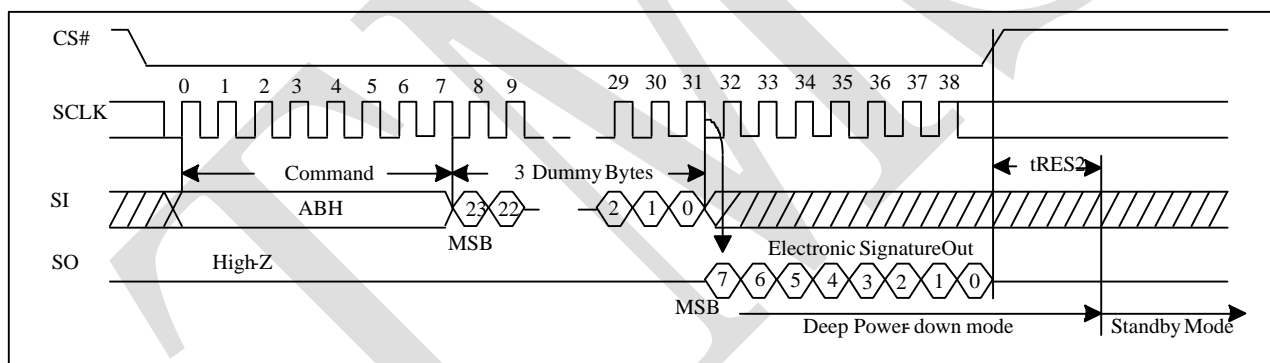 CS#
0 1 2 3 4 5 6 7 8 9 29 30 31 32 33 34 35 36 37 38
SCLK
Command 3 Dummy Bytes tRES2
SI ABH 23 22 2 1 0
MSB Electronic Signature Out
SO High-Z 7 6 5 4 3 2 1 0
MSB Deep Power-down mode Standby Mode